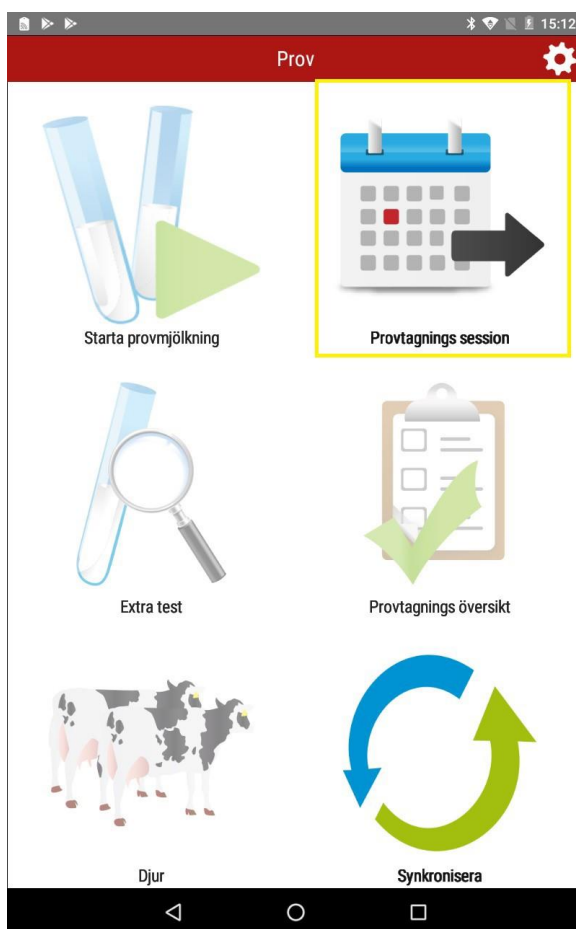 15:12
Prov
Starta provmjölkning
Provtagnings session
Extra test
Provtagnings översikt
Djur
Synkronisera